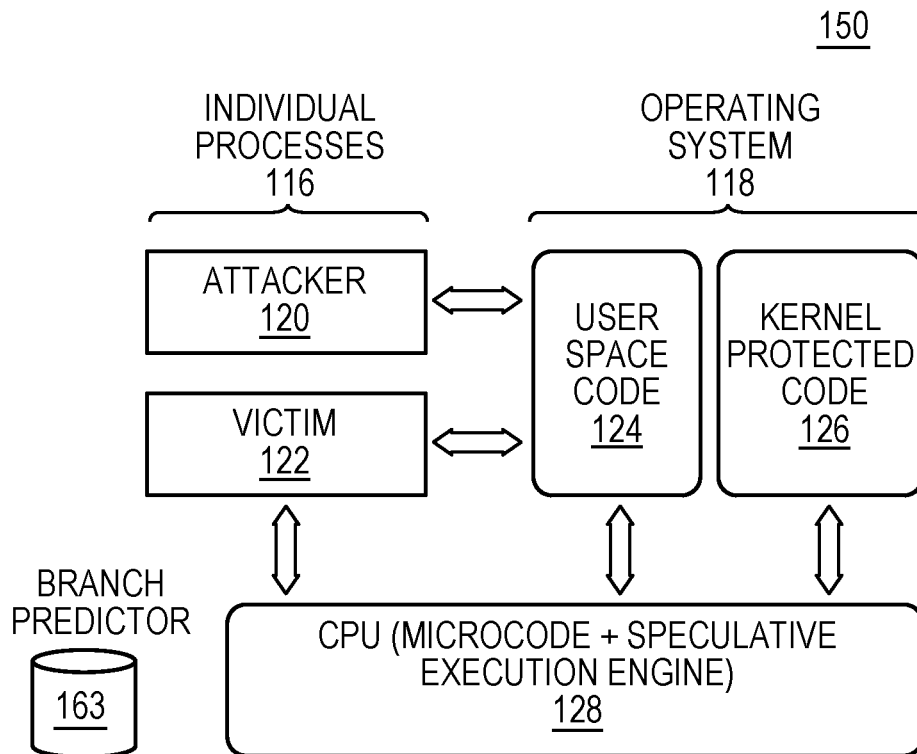 150
INDIVIDUAL
PROCESSES
116
OPERATING
SYSTEM
118
ATTACKER
120
VICTIM
122
USER
SPACE
CODE
124
KERNEL
PROTECTED
CODE
126
BRANCH
PREDICTOR
163
CPU (MICROCODE + SPECULATIVE
EXECUTION ENGINE)
128